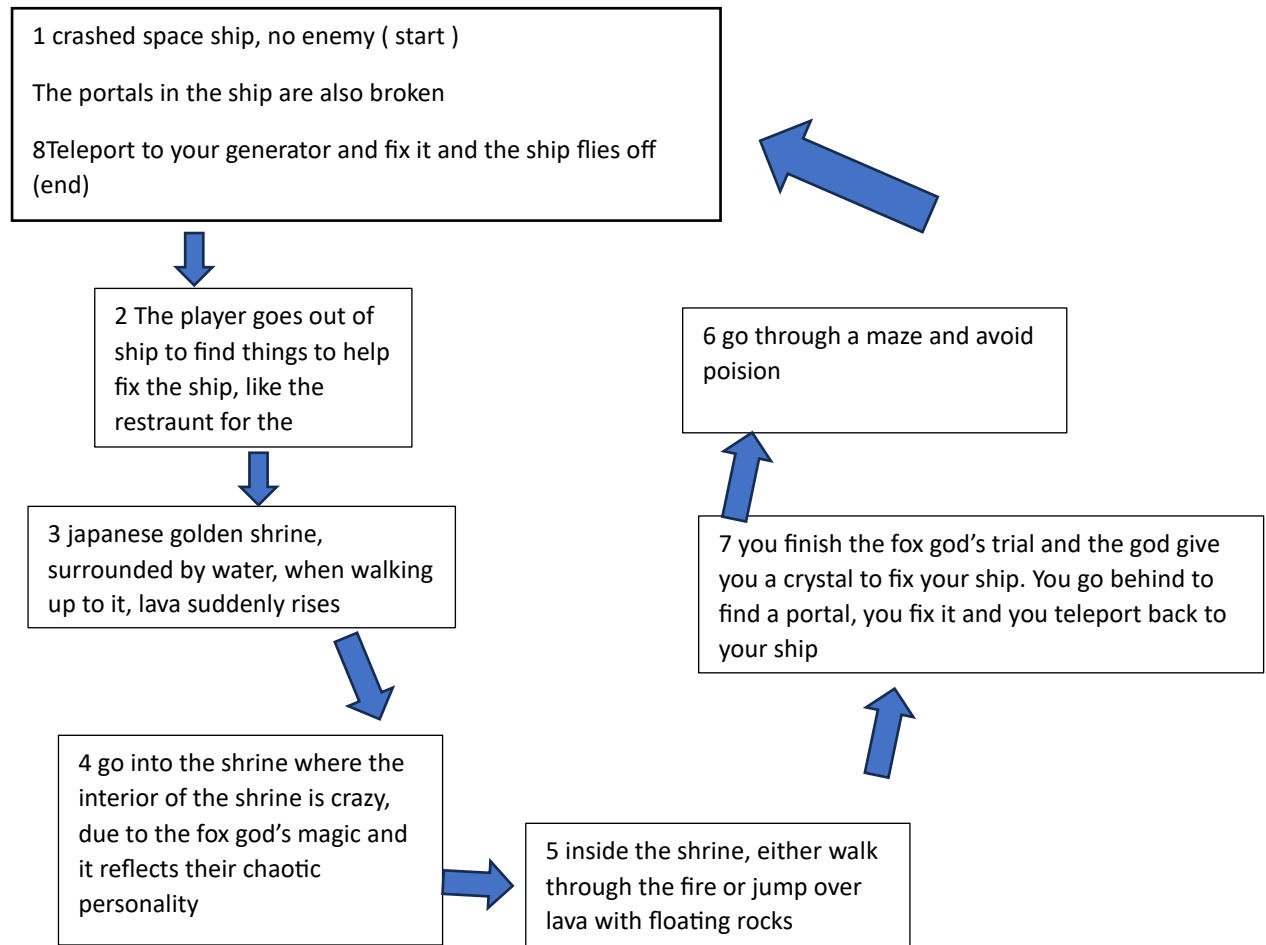 1 crashed space ship, no enemy ( start )
The portals in the ship are also broken
8Teleport to your generator and fix it and the ship flies off
(end)
2 The player goes out of
ship to find things to help
fix the ship, like the
restraunt for the
3 japanese golden shrine,
surrounded by water, when walking
up to it, lava suddenly rises
4 go into the shrine where the
interior of the shrine is crazy,
due to the fox god’s magic and
it reflects their chaotic
personality
5 inside the shrine, either walk
through the fire or jump over
lava with floating rocks
6 go through a maze and avoid
poision
7 you finish the fox god’s trial and the god give
you a crystal to fix your ship. You go behind to
find a portal, you fix it and you teleport back to
your ship